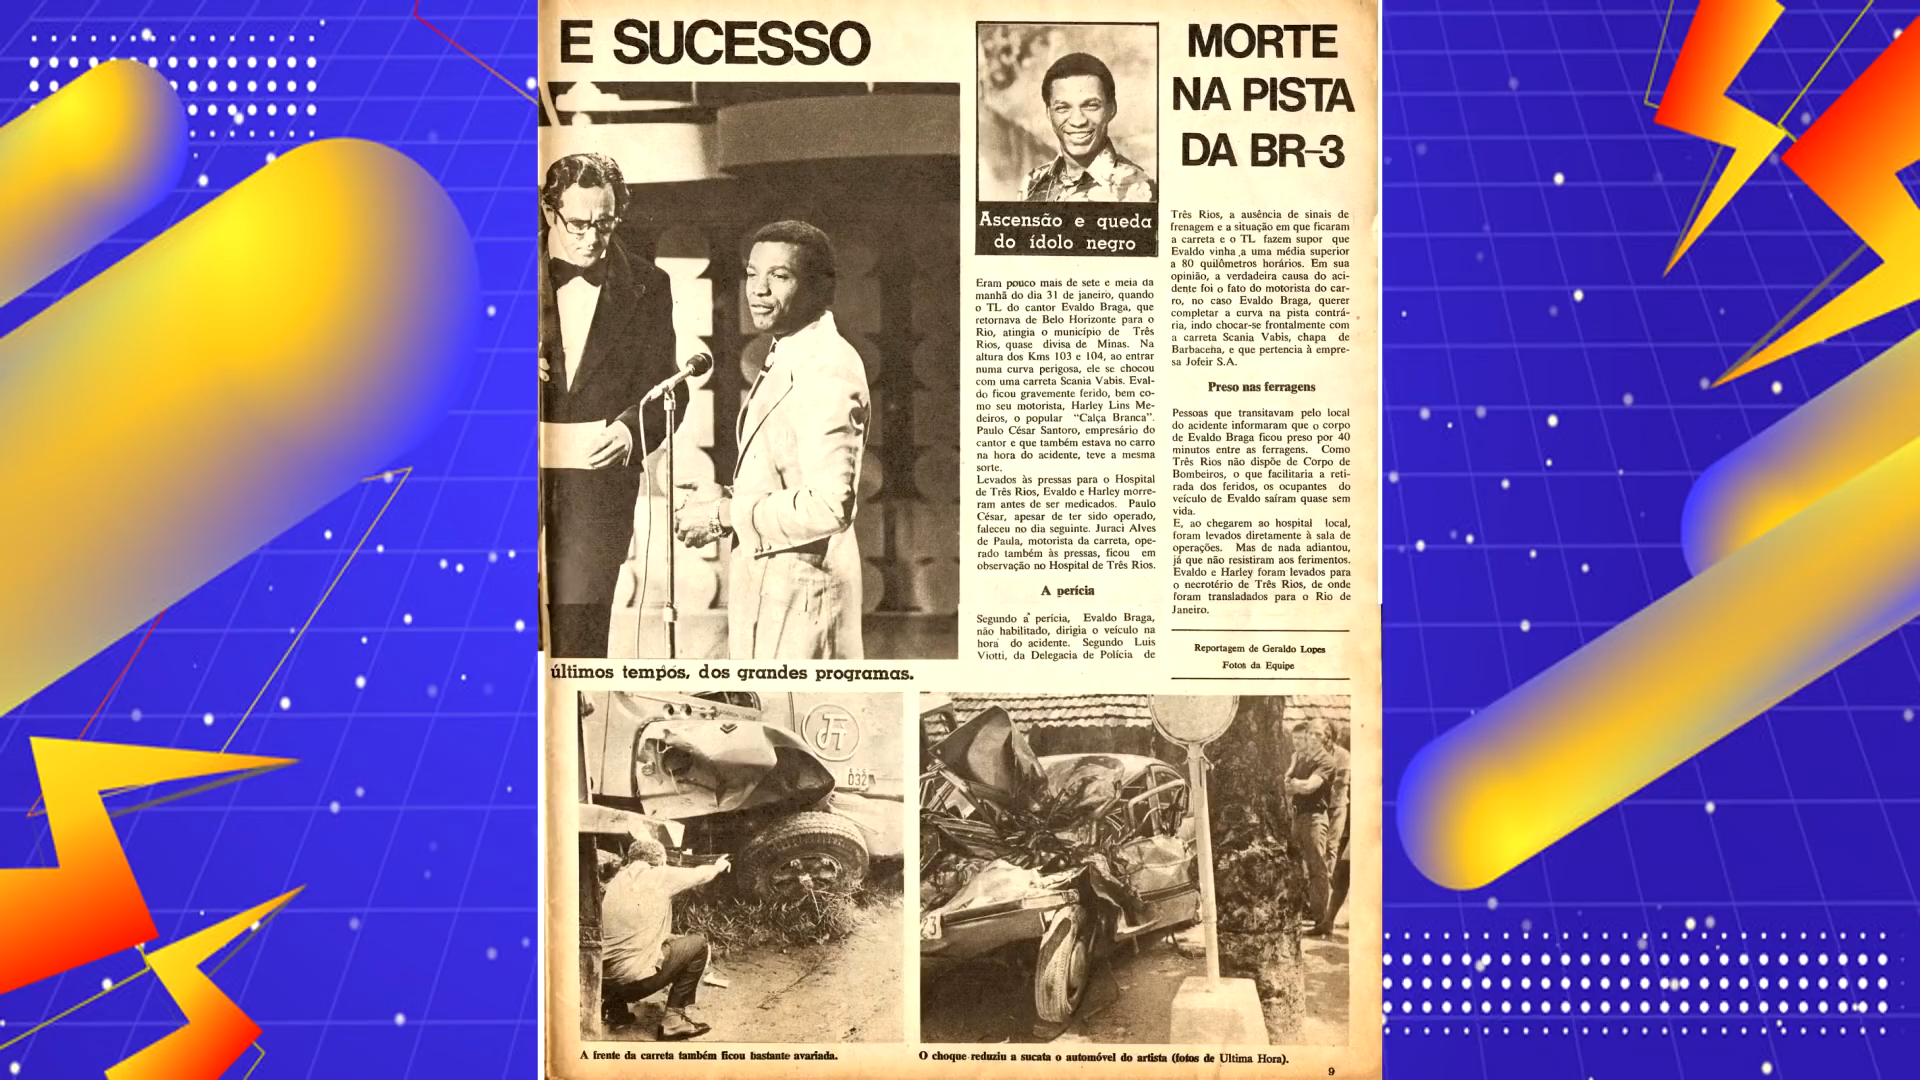 E SUCESSO
últimos tempos, dos grandes programas.
Ascensão e queda
do ídolo negro
MORTE
NA PISTA
DA BR-3
Eram pouco mais de sete e meia da
manhã do dia 31 de janeiro, quando
o TL do cantor Evaldo Braga, que
retornava de Belo Horizonte para o
Rio, atingia o município de Três
Rios, quase divisa de Minas. Na
altura dos Kms 103 e 104, ao entrar
numa curva perigosa, ele se chocou
com uma carreta Scania Vabis. Eval-
do ficou gravemente ferido, bem co-
mo seu motorista, Harley Lins Me-
deiros, o popular "Calça Branca".
Paulo César Santoro, empresário do
cantor e que também estava no carro
na hora do acidente, teve a mesma
sorte.
Levados às pressas para o Hospital
de Três Rios, Evaldo e Harley morre-
ram antes de ser medicados. Paulo
César, apesar de ter sido operado,
faleceu no dia seguinte. Juraci Alves
de Paula, motorista da carreta, ope-
rado também às pressas, ficou em
observação no Hospital de Três Rios.
A perícia
Segundo a perícia, Evaldo Braga,
não habilitado, dirigia o veículo na
hora do acidente. Segundo Luis
Viotti, da Delegacia de Polícia de
Três Rios, a ausência de sinais de
frenagem e a situação em que ficaram
a carreta e o TL fazem supor que
Evaldo vinha a uma média superior
a 80 quilômetros horários. Em sua
opinião, a verdadeira causa do aci-
dente foi o fato do motorista do car-
ro, no caso Evaldo Braga, querer
completar a curva na pista contrá-
ria, indo chocar-se frontalmente com
a carreta Scania Vabis, chapa de
Barbacena, e que pertencia à empre-
sa Jofeir S.A.
Preso nas ferragens
Pessoas que transitavam pelo local
do acidente informaram que o corpo
de Evaldo Braga ficou preso por 40
minutos entre as ferragens. Como
Três Rios não dispõe de Corpo de
Bombeiros, o que facilitaria a reti-
rada dos feridos, os ocupantes do
veículo de Evaldo saíram quase sem
vida.
E, ao chegarem ao hospital local,
foram levados diretamente à sala de
operações. Mas de nada adiantou,
já que não resistiram aos ferimentos.
Evaldo e Harley foram levados para
o necrotério de Três Rios, de onde
foram transladados para o Rio de
Janeiro.
Reportagem de Geraldo Lopes
Fotos da Equipe
032
A frente da carreta também ficou bastante avariada.
O choque reduziu a sucata o automóvel do artista (fotos de Última Hora).
9